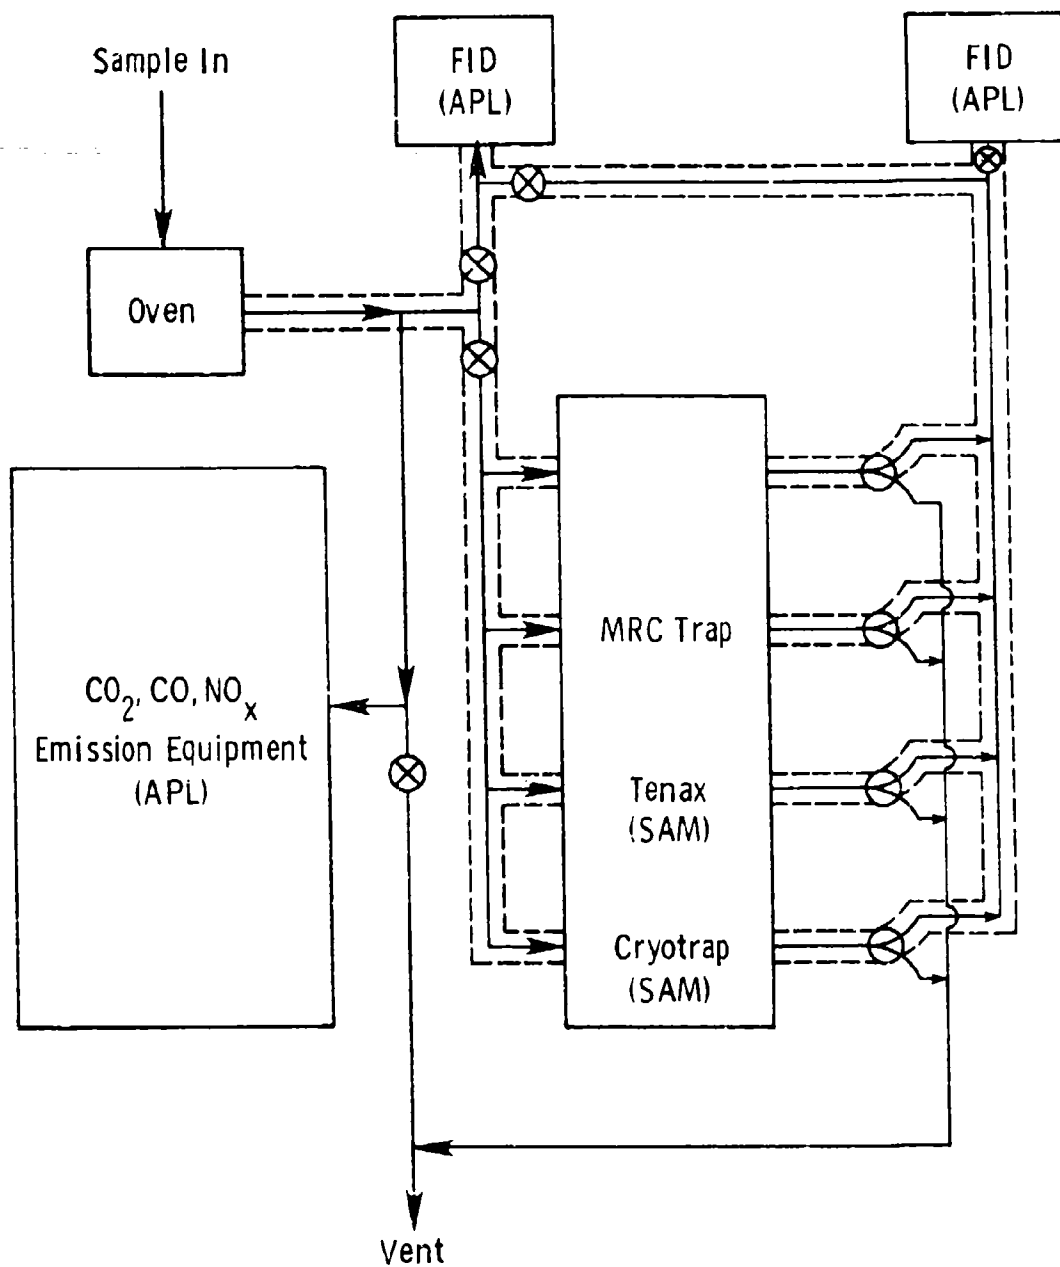 Sample In
FID
(APL)
FID
(APL)
Oven
CO₂, CO, NOₓ
Emission Equipment
(APL)
MRC Trap
Tenax
(SAM)
Cryotrap
(SAM)
Vent